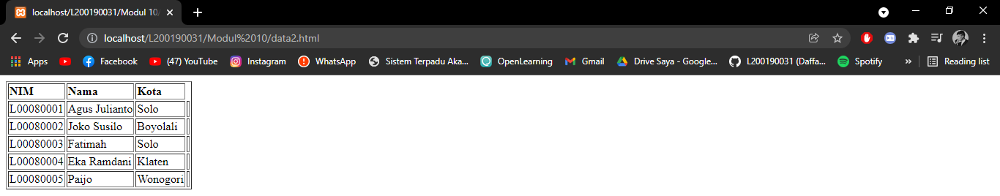 localhost/L200190031/Modul 10/
localhost/L200190031/Modul%2010/data2.html
Apps Facebook (47) YouTube Instagram WhatsApp Sistem Terpadu Aka... OpenLearning Gmail Drive Saya - Google... L200190031 (Daffa... Spotify » Reading list
NIM Nama Kota
L00080001 Agus Julianto Solo
L00080002 Joko Susilo Boyolali
L00080003 Fatimah Solo
L00080004 Eka Ramdani Klaten
L00080005 Paijo Wonogori